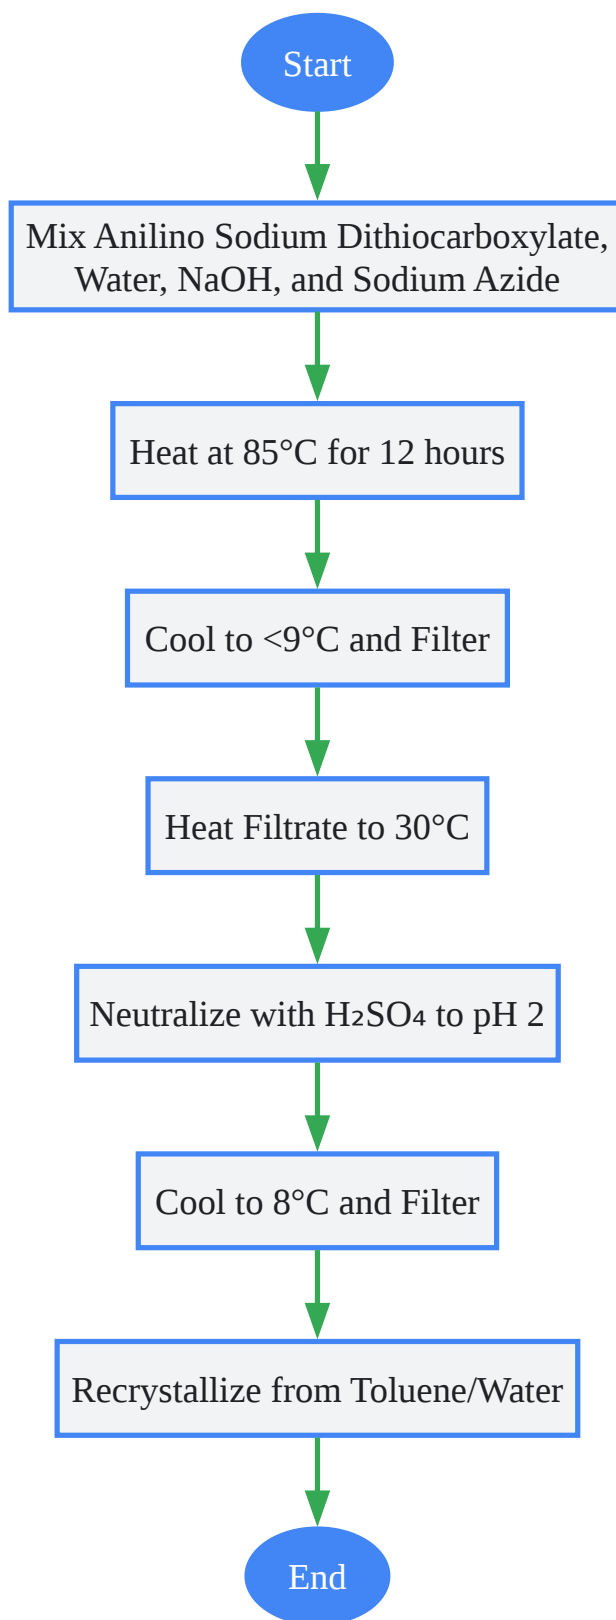 Start
Mix Anilino Sodium Dithiocarboxylate,
Water, NaOH, and Sodium Azide
Heat at 85°C for 12 hours
Cool to <9°C and Filter
Heat Filtrate to 30°C
Neutralize with H₂SO₄ to pH 2
Cool to 8°C and Filter
Recrystallize from Toluene/Water
End